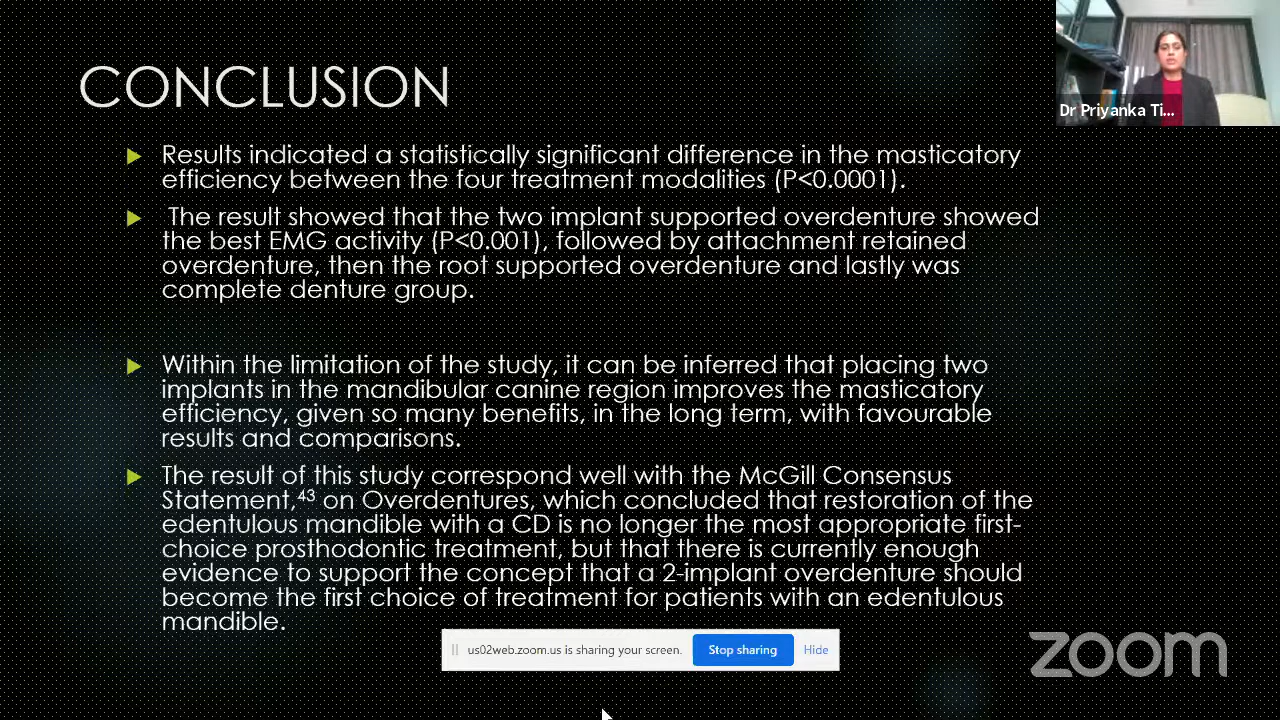 CONCLUSION
Results indicated a statistically significant difference in the masticatory
efficiency between the four treatment modalities (P<0.0001).
The result showed that the two implant supported overdenture showed
the best EMG activity (P<0.001), followed by attachment retained
overdenture, then the root supported overdenture and lastly was
complete denture group.
Within the limitation of the study, it can be inferred that placing two
implants in the mandibular canine region improves the masticatory
efficiency, given so many benefits, in the long term, with favourable
results and comparisons.
The result of this study correspond well with the McGill Consensus
Statement,⁴³ on Overdentures, which concluded that restoration of the
edentulous mandible with a CD is no longer the most appropriate first-
choice prosthodontic treatment, but that there is currently enough
evidence to support the concept that a 2-implant overdenture should
become the first choice of treatment for patients with an edentulous
mandible.
Dr Priyanka Ti...
us02web.zoom.us is sharing your screen.
Stop sharing
Hide
zoom